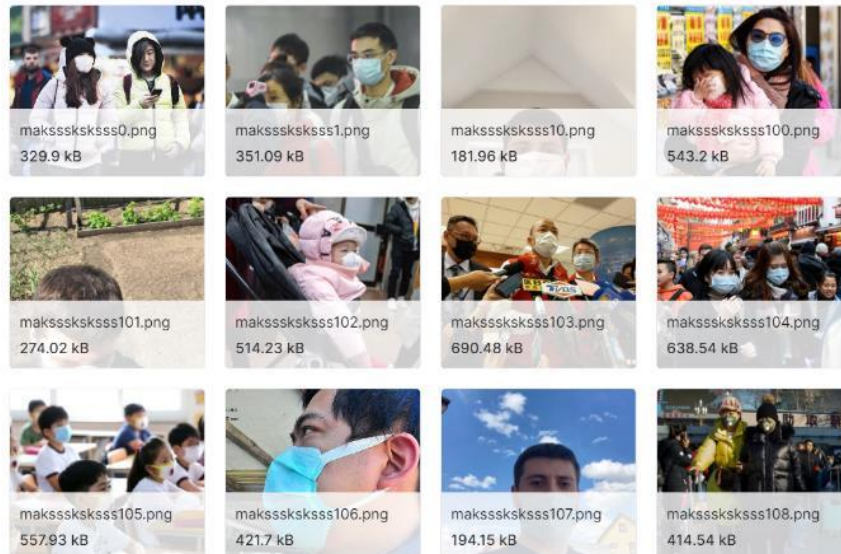 maksssksksss0.png
329.9 kB
maksssksksss1.png
351.09 kB
maksssksksss10.png
181.96 kB
maksssksksss100.png
543.2 kB
maksssksksss101.png
274.02 kB
maksssksksss102.png
514.23 kB
maksssksksss103.png
690.48 kB
maksssksksss104.png
638.54 kB
maksssksksss105.png
557.93 kB
maksssksksss106.png
421.7 kB
maksssksksss107.png
194.15 kB
maksssksksss108.png
414.54 kB
TVBS